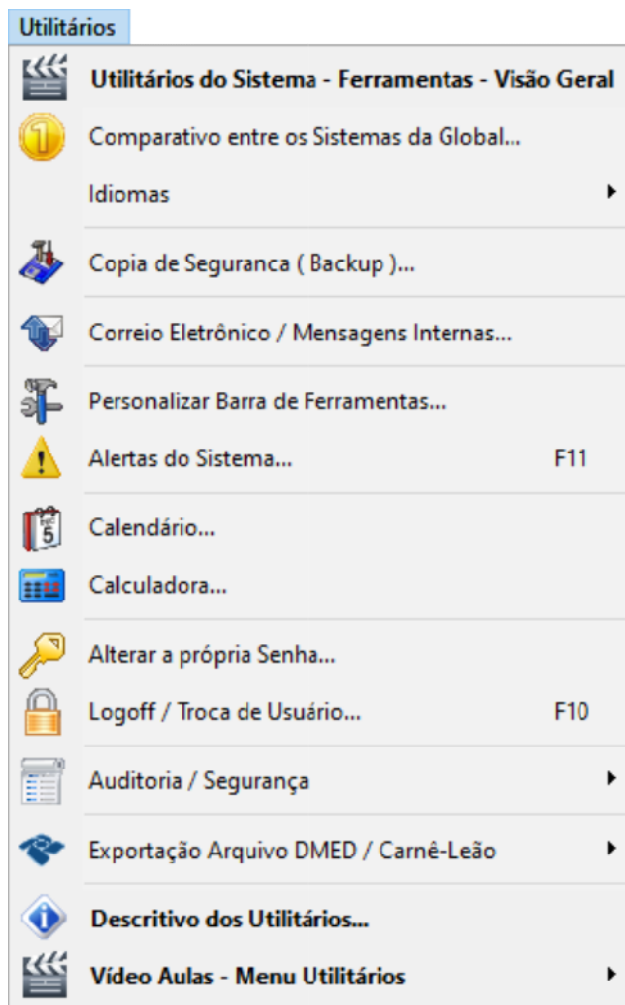 Utilitários
Utilitários do Sistema - Ferramentas - Visão Geral
1
Comparativo entre os Sistemas da Global...
Idiomas
Copia de Seguranca ( Backup )...
Correio Eletrônico / Mensagens Internas...
Personalizar Barra de Ferramentas...
Alertas do Sistema... F11
5
Calendário...
Calculadora...
Alterar a própria Senha...
Logoff / Troca de Usuário... F10
Auditoria / Segurança
Exportação Arquivo DMED / Carnê-Leão
Descritivo dos Utilitários...
Vídeo Aulas - Menu Utilitários